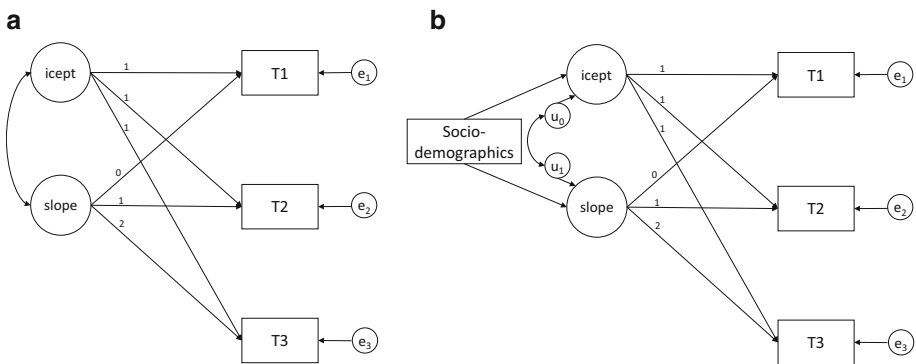 a
icept
slope
1
1
1
0
1
2
T1
T2
T3
e1
e2
e3
b
Socio-
demographics
icept
u0
u1
slope
1
1
1
0
1
2
T1
T2
T3
e1
e2
e3